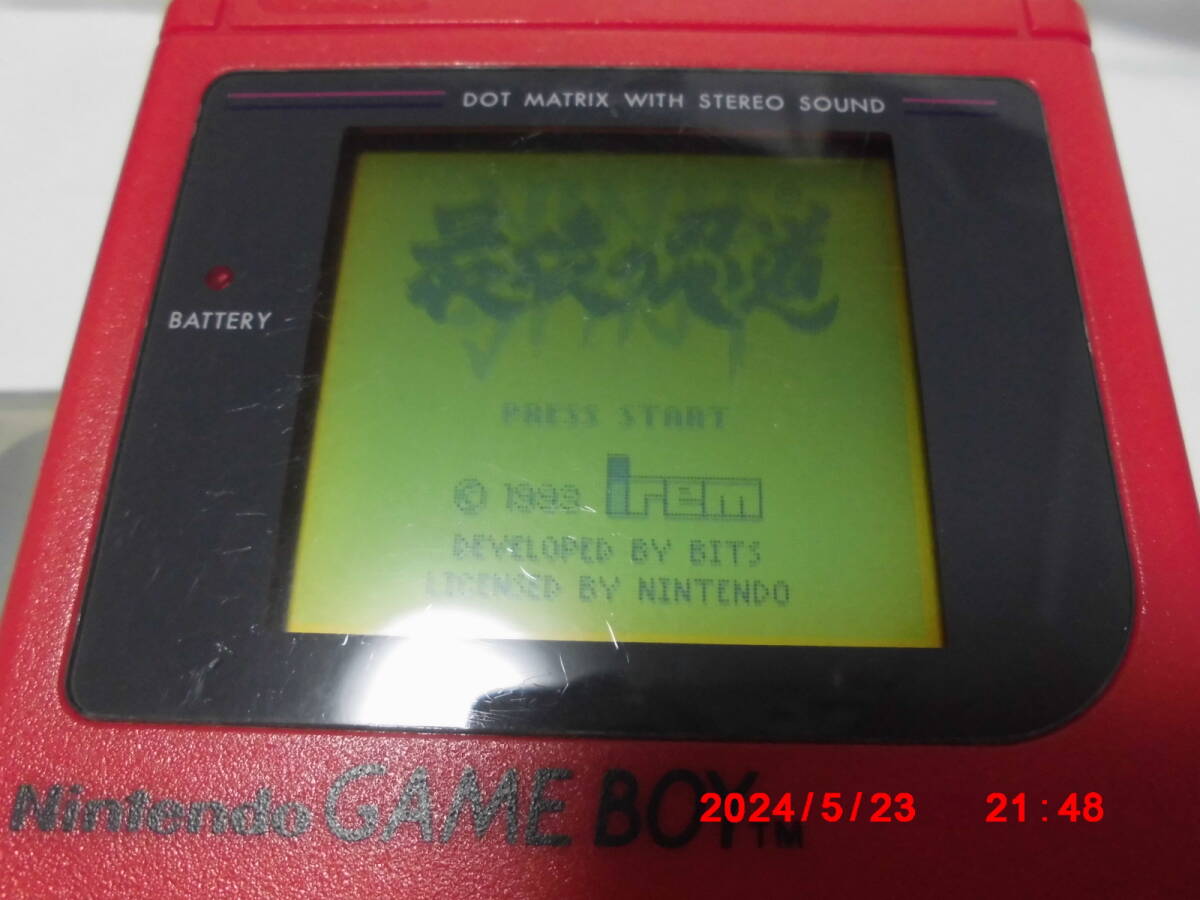 DOT MATRIX WITH STEREO SOUND
BATTERY
最後の忍道
PRESS START
© 1993 irem
DEVELOPED BY BITS
LICENSED BY NINTENDO
Nintendo GAME BOY TM
2024/5/23 21:48